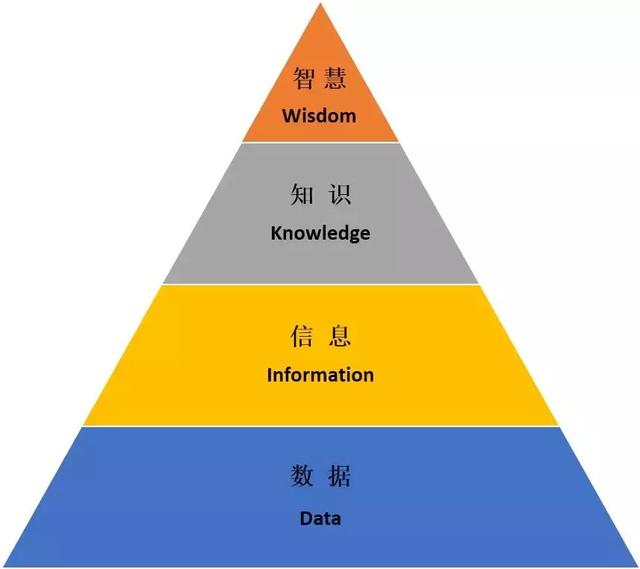 智慧
Wisdom
知识
Knowledge
信息
Information
数据
Data